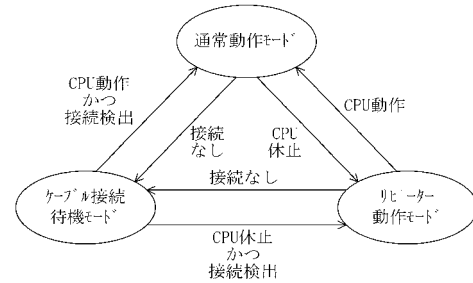 通常動作ﾓｰﾄﾞ
CPU動作
かつ
接続検出
接続
なし
CPU
休止
CPU動作
ｹｰﾌﾞﾙ接続
待機ﾓｰﾄﾞ
接続なし
ﾘﾋﾟｰﾀｰ
動作ﾓｰﾄﾞ
CPU休止
かつ
接続検出